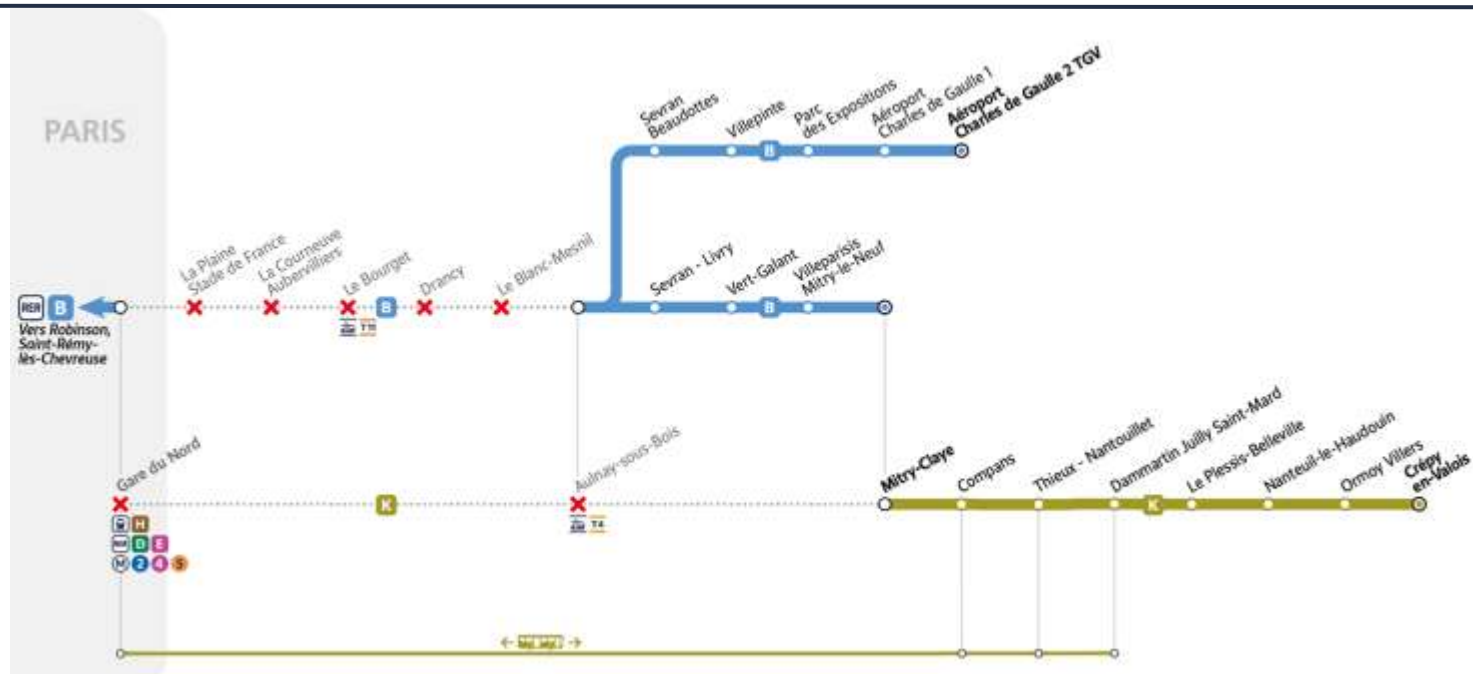 PARIS
Sevran
Beaudottes
Villepinte
Parc
des Expositions
Aéroport
Charles de Gaulle 1
Aéroport
Charles de Gaulle 2 TGV
B
La Plaine
Stade de France
La Courneuve
Aubervilliers
Le Bourget
Drancy
Le Blanc-Mesnil
Sevran - Livry
Vert-Galant
Villeparisis
Mitry-le-Neuf
RER B
B
B
T11
Vers Robinson,
Saint-Rémy-
lès-Chevreuse
Gare du Nord
Aulnay-sous-Bois
Mitry-Claye
Compans
Thieux - Nantouillet
Dammartin Juilly Saint-Mard
Le Plessis-Belleville
Nanteuil-le-Haudouin
Ormoy Villers
Crépy
en-Valois
K
K
H
T4
RER D E
M 2 4 5